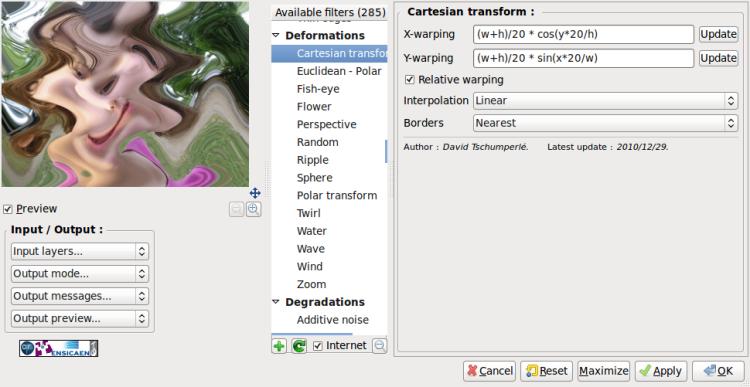 Available filters (285)
Deformations
Cartesian transfo
Euclidean - Polar
Fish-eye
Flower
Perspective
Random
Ripple
Sphere
Polar transform
Twirl
Water
Wave
Wind
Zoom
Degradations
Additive noise
Internet
Preview
Input / Output :
Input layers...
Output mode...
Output messages...
Output preview...
ENSICAEN
Cartesian transform :
X-warping (w+h)/20 * cos(y*20/h) Update
Y-warping (w+h)/20 * sin(x*20/w) Update
Relative warping
Interpolation Linear
Borders Nearest
Author : David Tschumperlé. Latest update : 2010/12/29.
Cancel Reset Maximize Apply OK